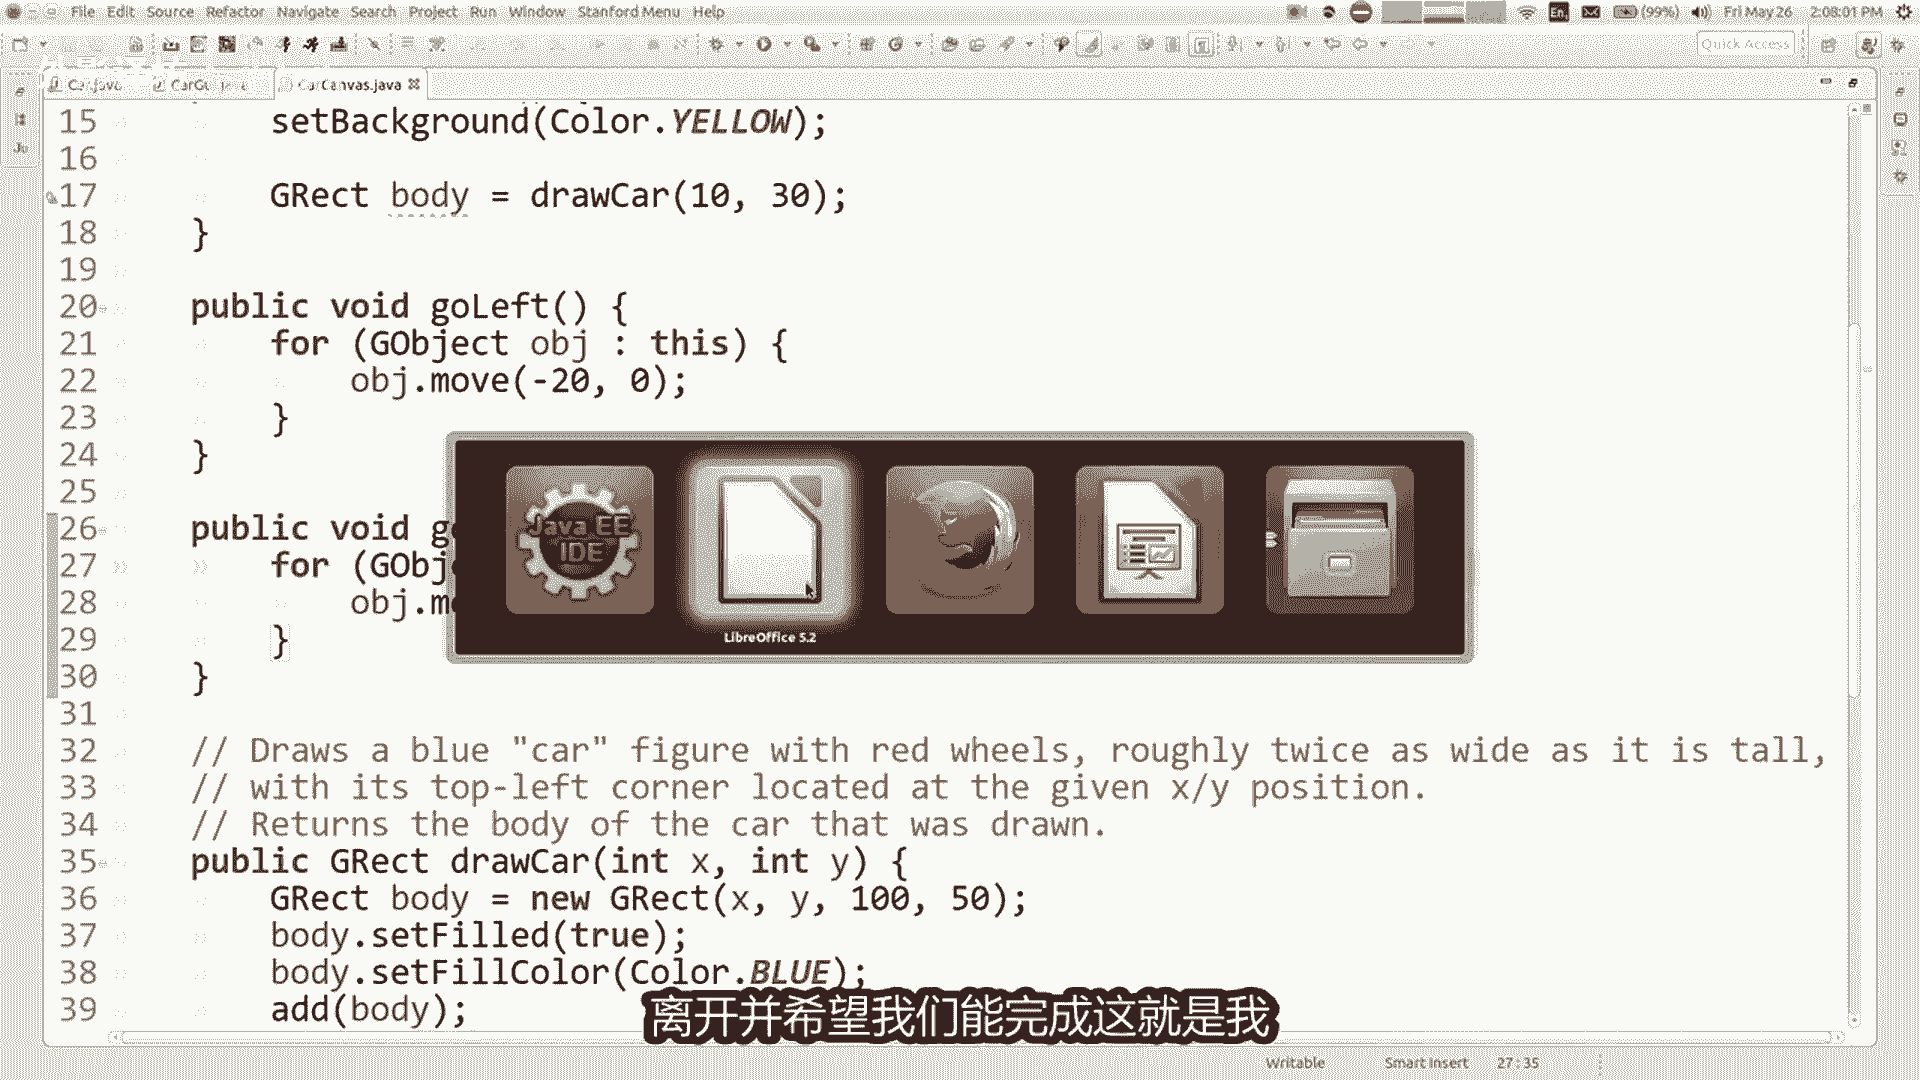 File Edit Source Refactor Navigate Search Project Run Window Stanford Menu Help
En (99%) Fri May 26 2:08:01 PM
Quick Access
Car.java CarCanvas.java
15 setBackground(Color.YELLOW);
16
17 GRect body = drawCar(10, 30);
18 }
19
20 public void goLeft() {
21 for (GObject obj : this) {
22 obj.move(-20, 0);
23 }
24 }
25
26 public void g
27 for (GObj
28 obj.m
29 }
30 }
31
32 // Draws a blue "car" figure with red wheels, roughly twice as wide as it is tall,
33 // with its top-left corner located at the given x/y position.
34 // Returns the body of the car that was drawn.
35 public GRect drawCar(int x, int y) {
36 GRect body = new GRect(x, y, 100, 50);
37 body.setFilled(true);
38 body.setFillColor(Color.BLUE);
39 add(body);
Java EE
IDE
LibreOffice 5.2
离开并希望我们能完成这就是我
Writable Smart Insert 27:35